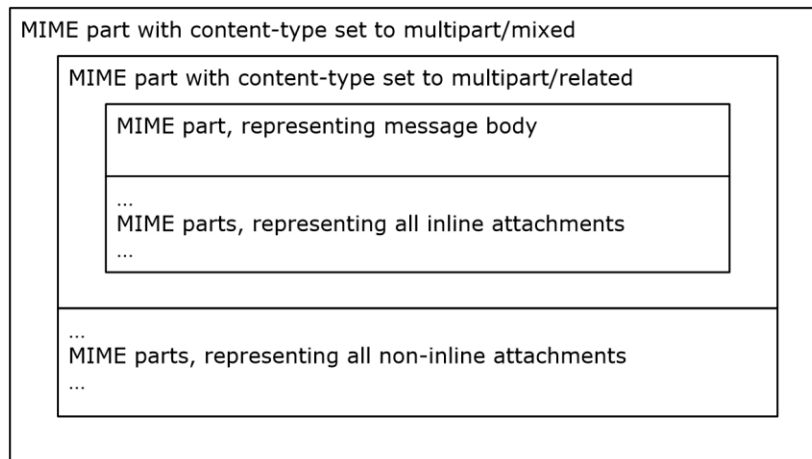 MIME part with content-type set to multipart/mixed
MIME part with content-type set to multipart/related
MIME part, representing message body
...
MIME parts, representing all inline attachments
...
...
MIME parts, representing all non-inline attachments
...